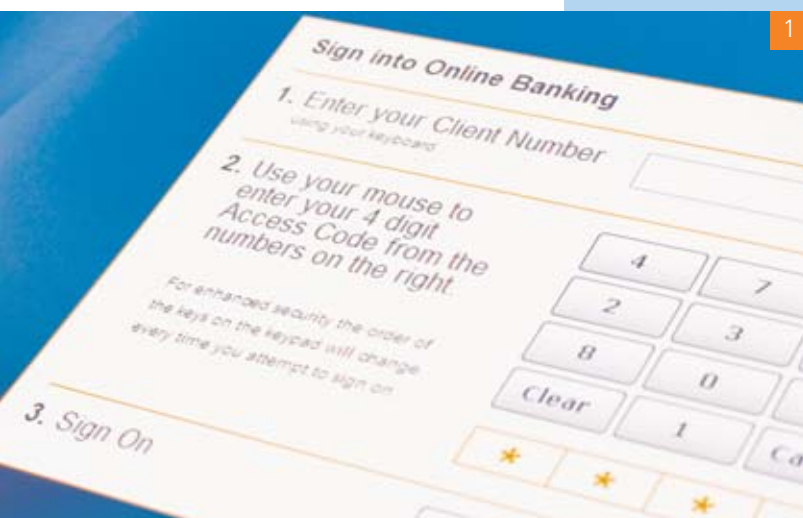 1
Sign into Online Banking
1. Enter your Client Number
using your keyboard
2. Use your mouse to
enter your 4 digit
Access Code from the
numbers on the right.
For enhanced security the order of
the keys on the keypad will change
every time you attempt to sign on
4 7
2 3
8 0
Clear 1 Ca
* * *
3. Sign On